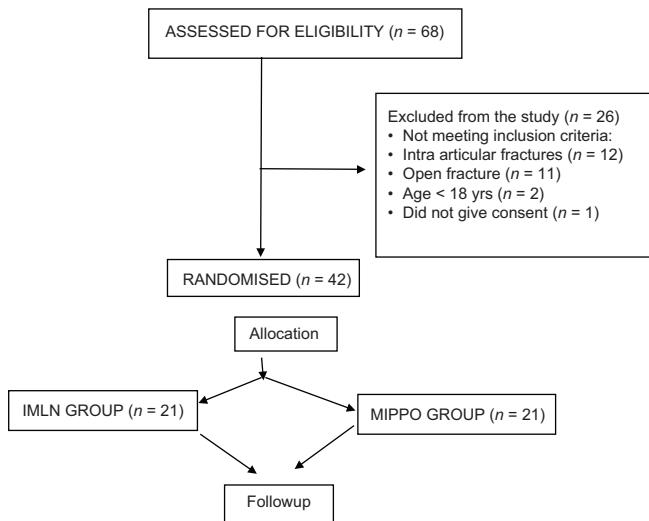 ASSESSED FOR ELIGIBILITY (n = 68)
Excluded from the study (n = 26)
• Not meeting inclusion criteria:
• Intra articular fractures (n = 12)
• Open fracture (n = 11)
• Age < 18 yrs (n = 2)
• Did not give consent (n = 1)
RANDOMISED (n = 42)
Allocation
IMLN GROUP (n = 21)
MIPPO GROUP (n = 21)
Followup